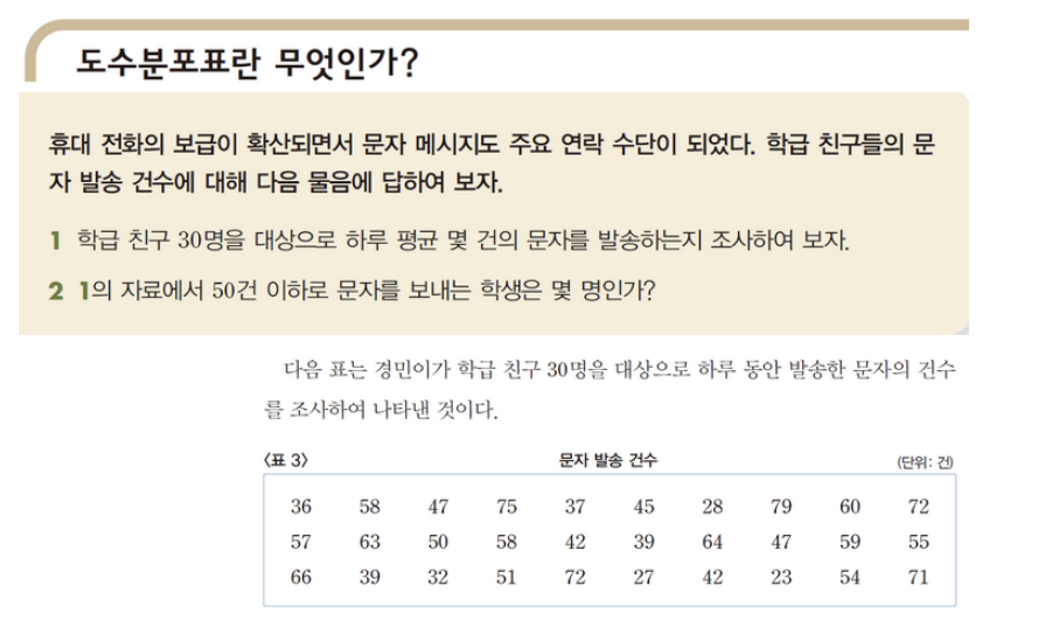 도수분포표란 무엇인가?
휴대 전화의 보급이 확산되면서 문자 메시지도 주요 연락 수단이 되었다. 학급 친구들의 문
자 발송 건수에 대해 다음 물음에 답하여 보자.
1 학급 친구 30명을 대상으로 하루 평균 몇 건의 문자를 발송하는지 조사하여 보자.
2 1의 자료에서 50건 이하로 문자를 보내는 학생은 몇 명인가?
다음 표는 경민이가 학급 친구 30명을 대상으로 하루 동안 발송한 문자의 건수
를 조사하여 나타낸 것이다.
〈표 3〉 문자 발송 건수 (단위: 건)
36 58 47 75 37 45 28 79 60 72
57 63 50 58 42 39 64 47 59 55
66 39 32 51 72 27 42 23 54 71